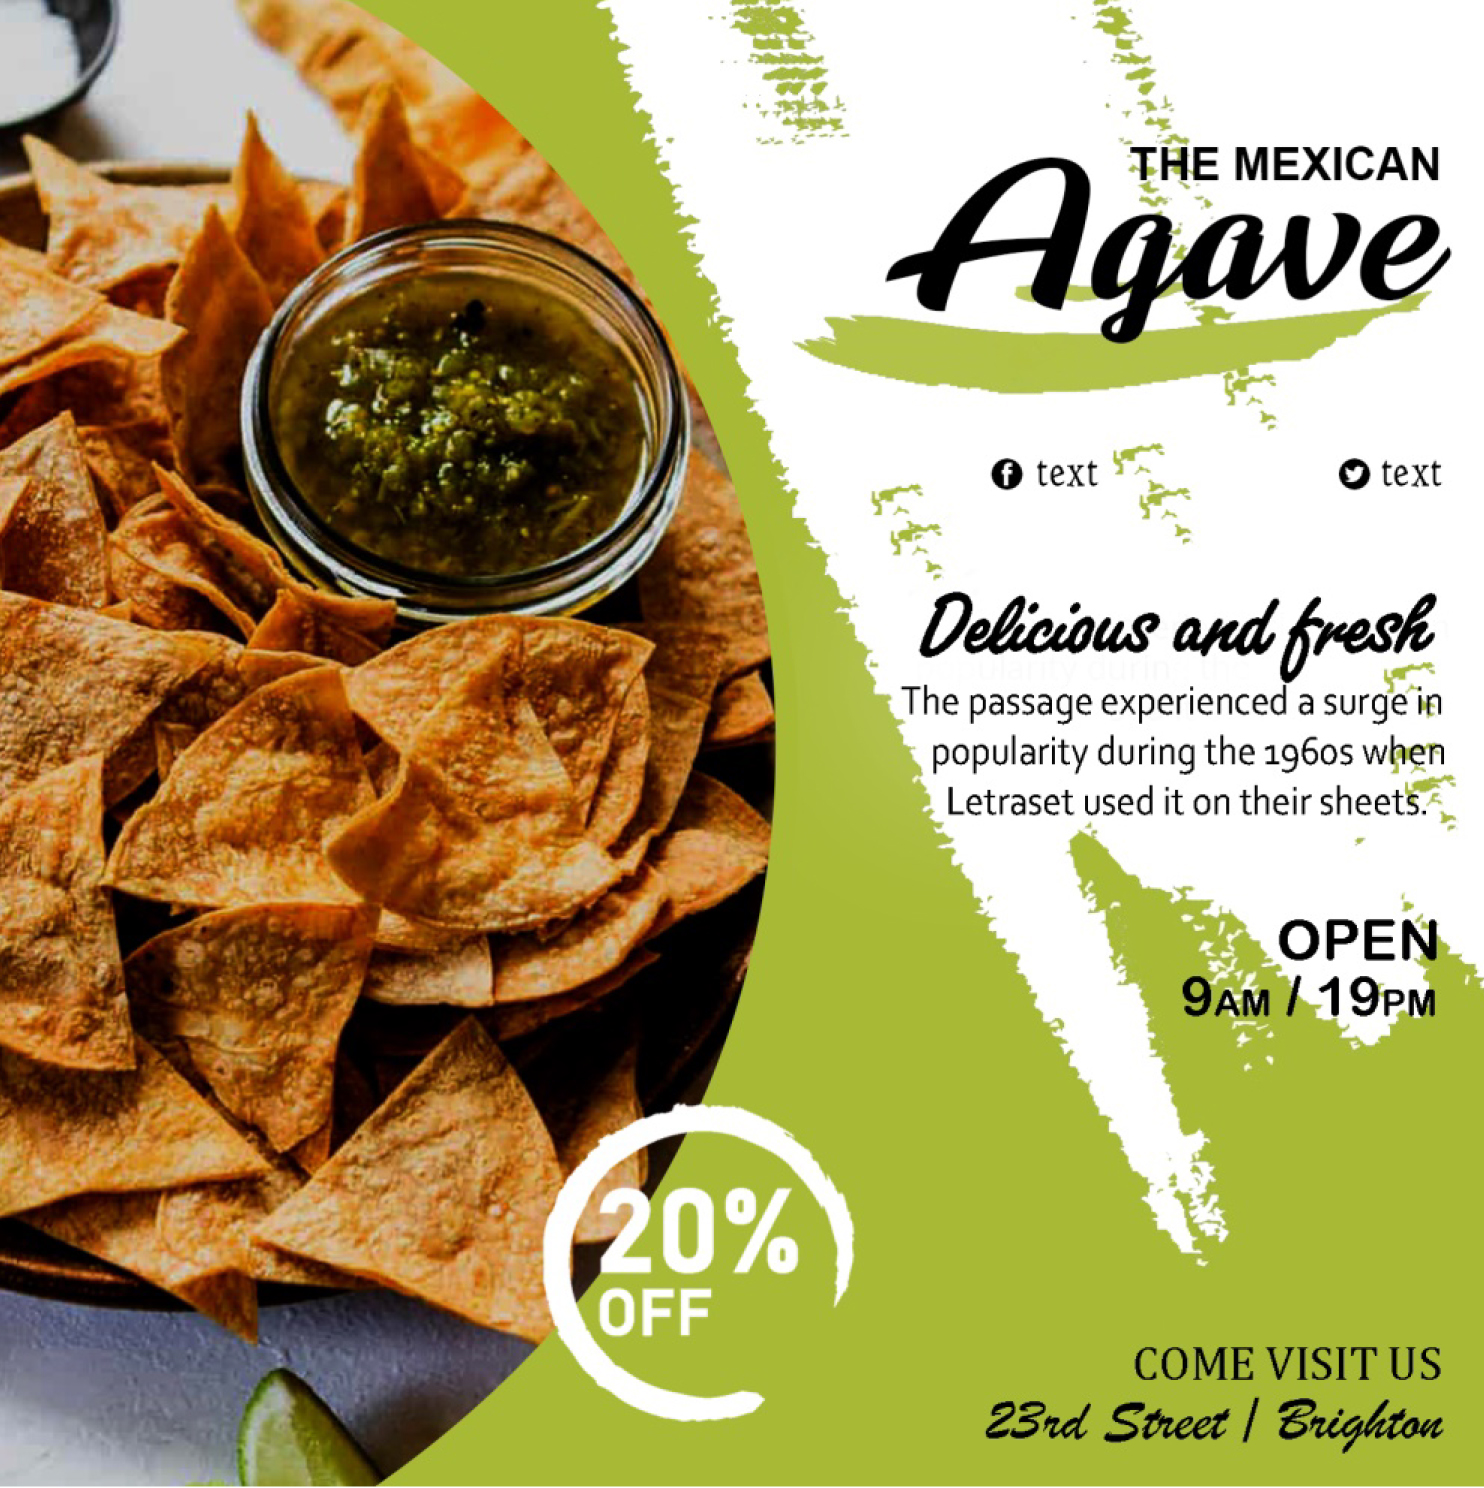 THE MEXICAN
Agave
text
text
Delicious and fresh
The passage experienced a surge in
popularity during the 1960s when
Letraset used it on their sheets.
OPEN
9AM / 19PM
20%
OFF
COME VISIT US
23rd Street | Brighton